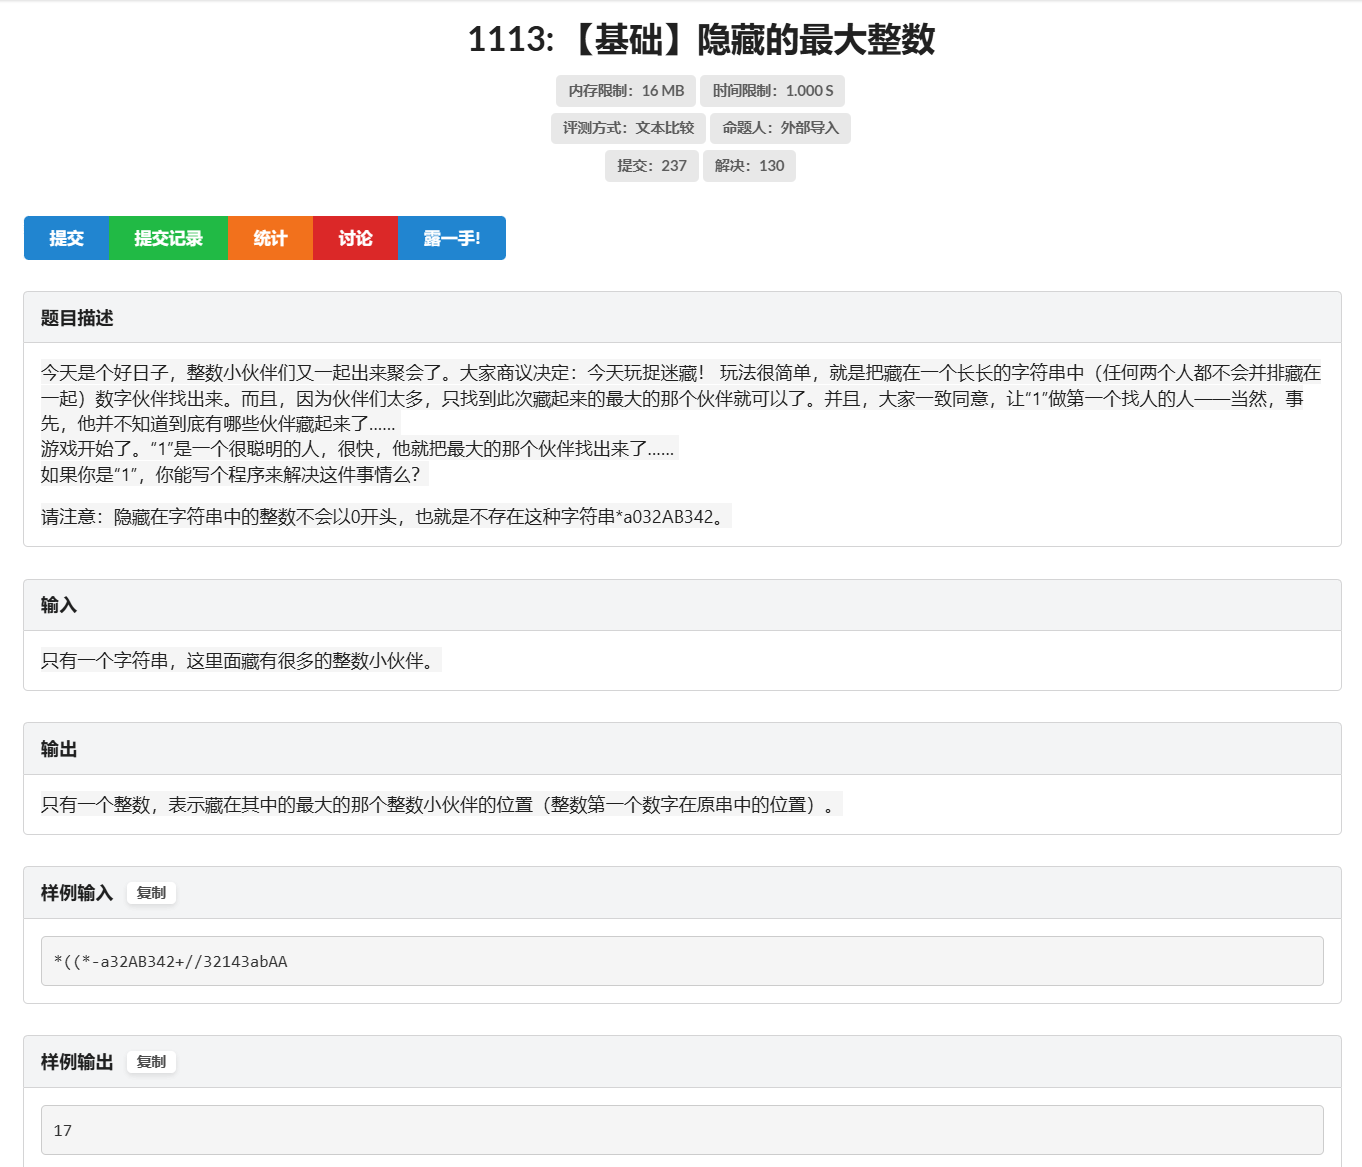 1113: 【基础】隐藏的最大整数
内存限制：16 MB 时间限制：1.000 S
评测方式：文本比较 命题人：外部导入
提交：237 解决：130
提交 提交记录 统计 讨论 露一手!
题目描述
今天是个好日子，整数小伙伴们又一起出来聚会了。大家商议决定：今天玩捉迷藏！ 玩法很简单，就是把藏在一个长长的字符串中（任何两个人都不会并排藏在
一起）数字伙伴找出来。而且，因为伙伴们太多，只找到此次藏起来的最大的那个伙伴就可以了。并且，大家一致同意，让“1”做第一个找人的人——当然，事
先，他并不知道到底有哪些伙伴藏起来了......
游戏开始了。“1”是一个很聪明的人，很快，他就把最大的那个伙伴找出来了......
如果你是“1”，你能写个程序来解决这件事情么？
请注意：隐藏在字符串中的整数不会以0开头，也就是不存在这种字符串*a032AB342。
输入
只有一个字符串，这里面藏有很多的整数小伙伴。
输出
只有一个整数，表示藏在其中的最大的那个整数小伙伴的位置（整数第一个数字在原串中的位置）。
样例输入 复制
*((*-a32AB342+//32143abAA
样例输出 复制
17